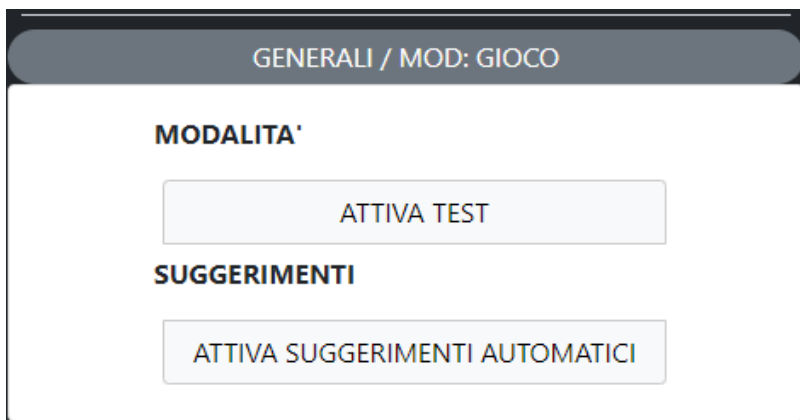 GENERALI / MOD: GIOCO
MODALITA'
ATTIVA TEST
SUGGERIMENTI
ATTIVA SUGGERIMENTI AUTOMATICI